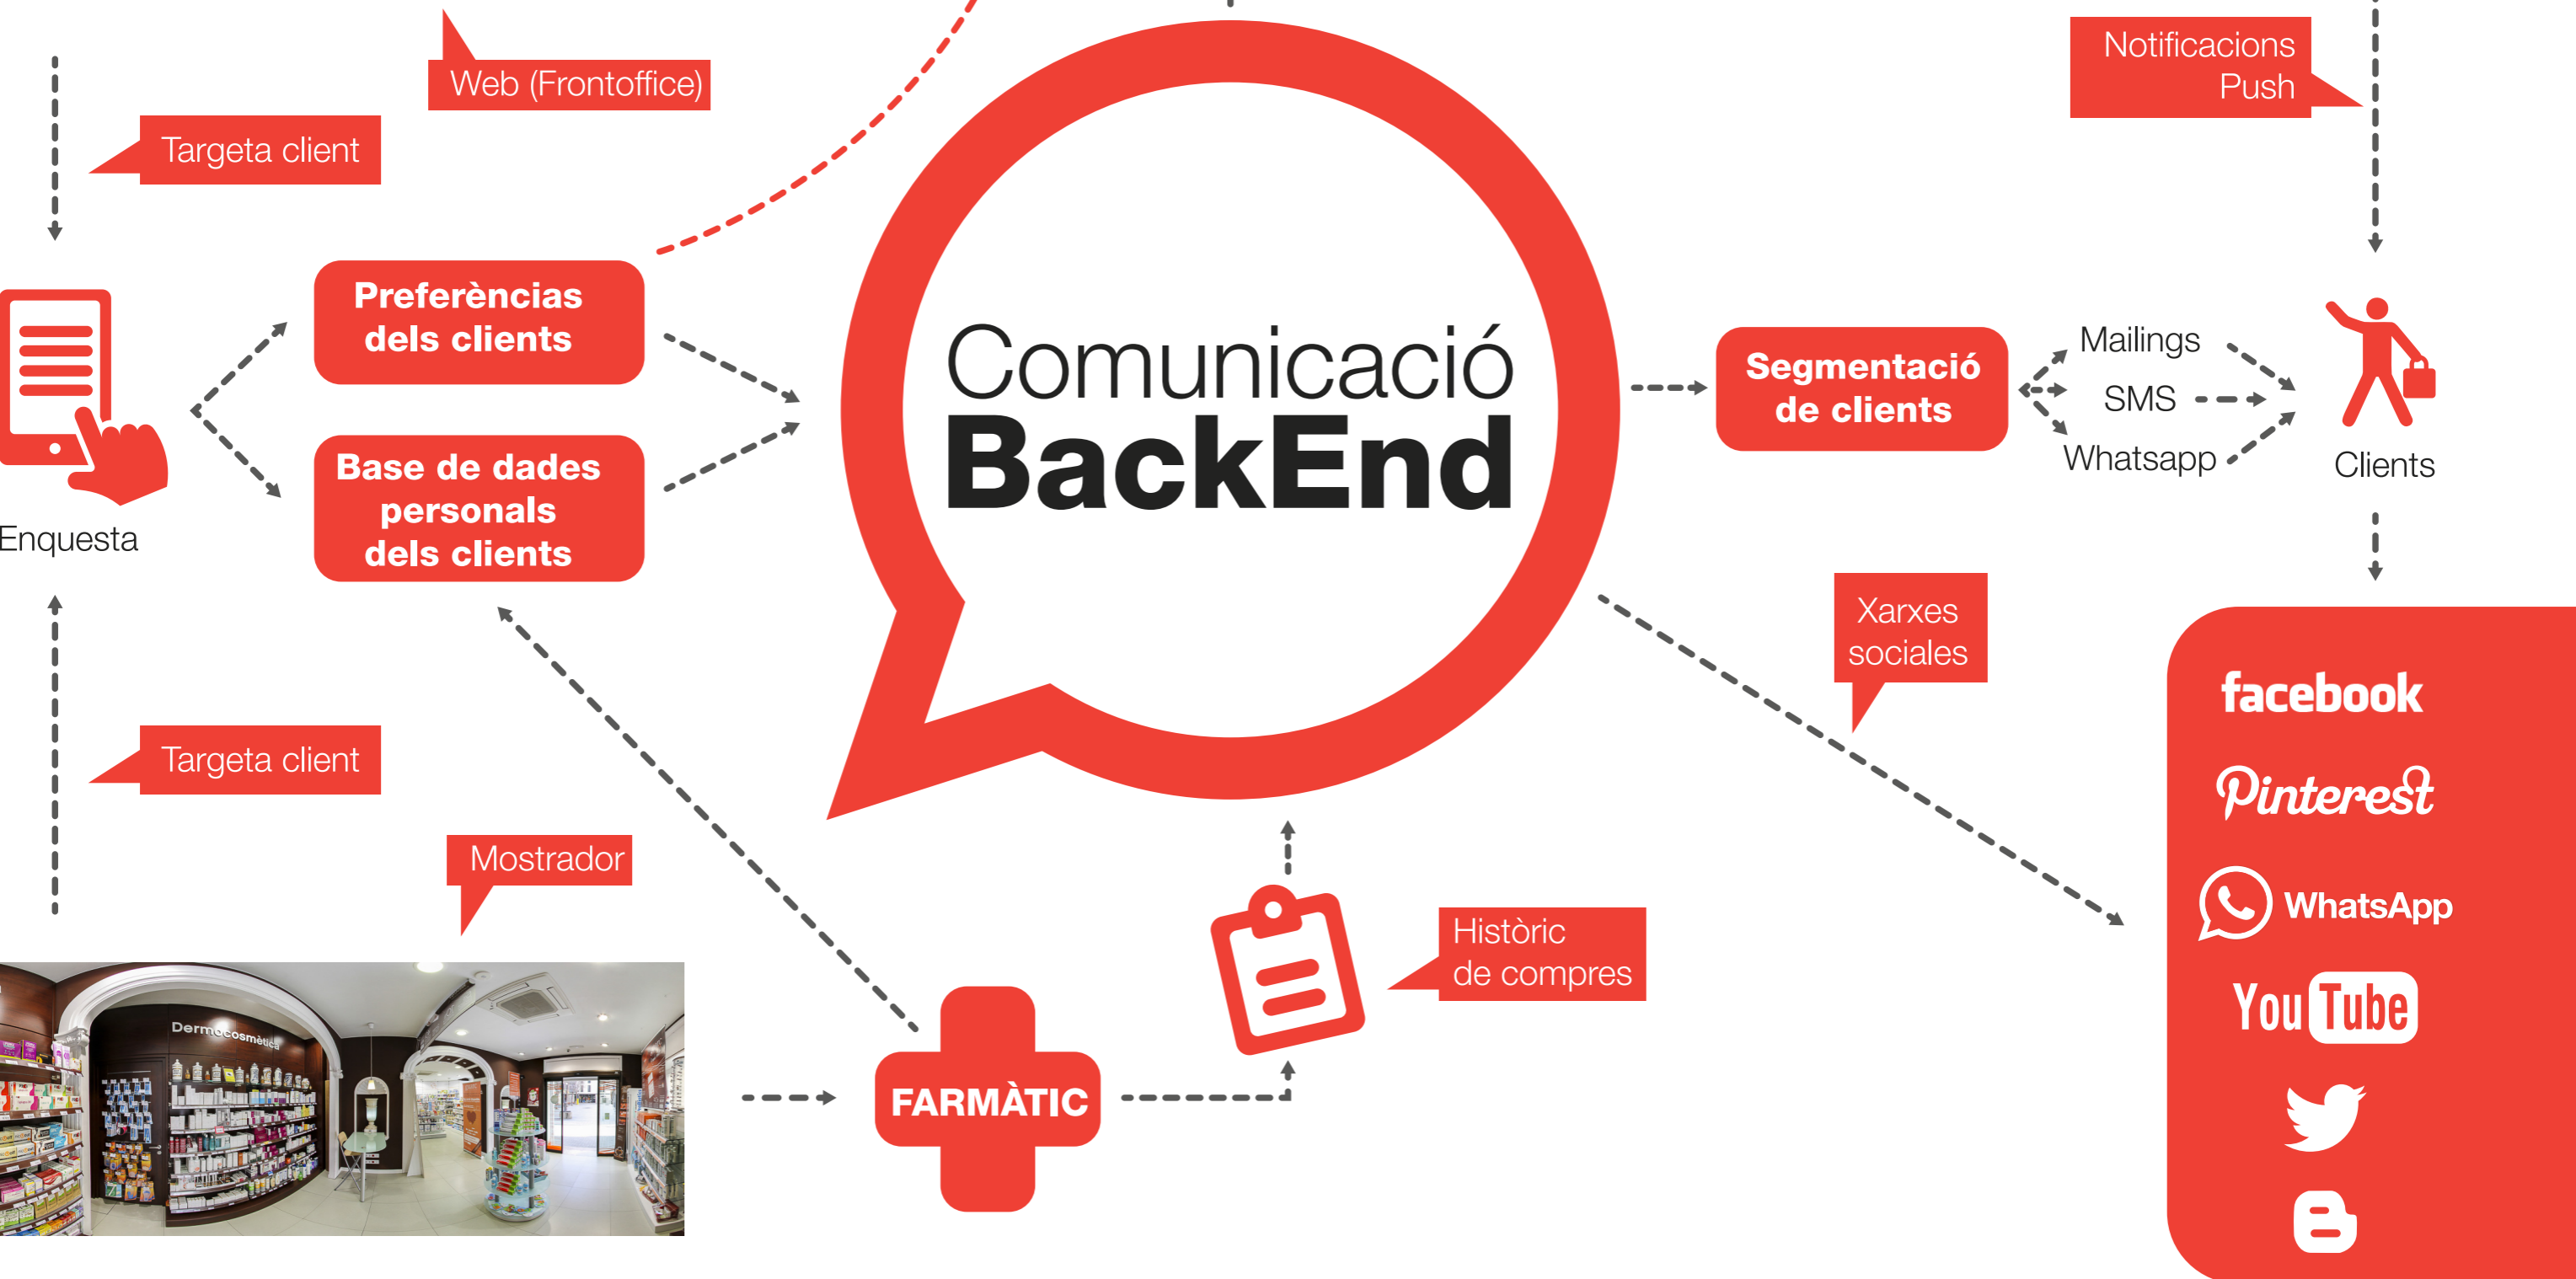 Web (Frontoffice)
Notificacions
Push
Targeta client
Preferències
dels clients
Base de dades
personals
dels clients
Enquesta
Comunicació
BackEnd
Segmentació
de clients
Mailings
SMS
Whatsapp
Clients
Xarxes
sociales
Targeta client
Mostrador
Dermocosmètica
FARMÀTIC
Històric
de compres
facebook
Pinterest
WhatsApp
YouTube